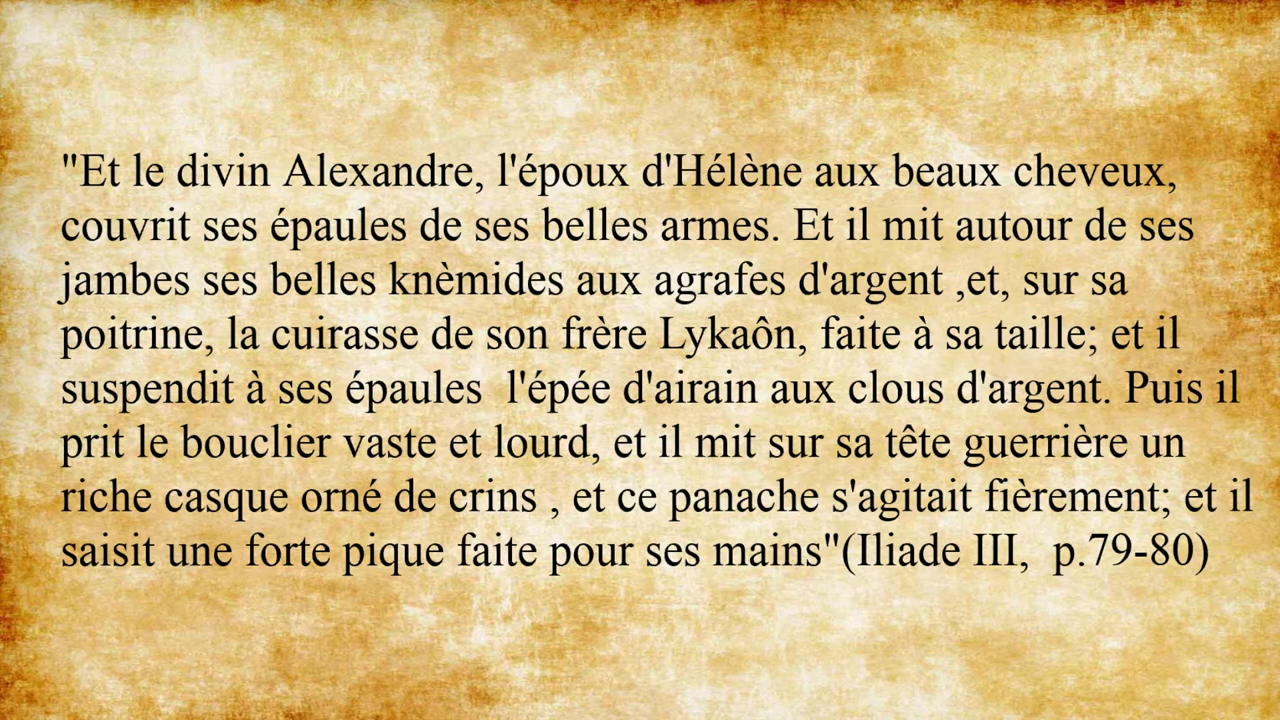 "Et le divin Alexandre, l'époux d'Hélène aux beaux cheveux,
couvrit ses épaules de ses belles armes. Et il mit autour de ses
jambes ses belles knèmides aux agrafes d'argent ,et, sur sa
poitrine, la cuirasse de son frère Lykaôn, faite à sa taille; et il
suspendit à ses épaules  l'épée d'airain aux clous d'argent. Puis il
prit le bouclier vaste et lourd, et il mit sur sa tête guerrière un
riche casque orné de crins , et ce panache s'agitait fièrement; et il
saisit une forte pique faite pour ses mains"(Iliade III,  p.79-80)